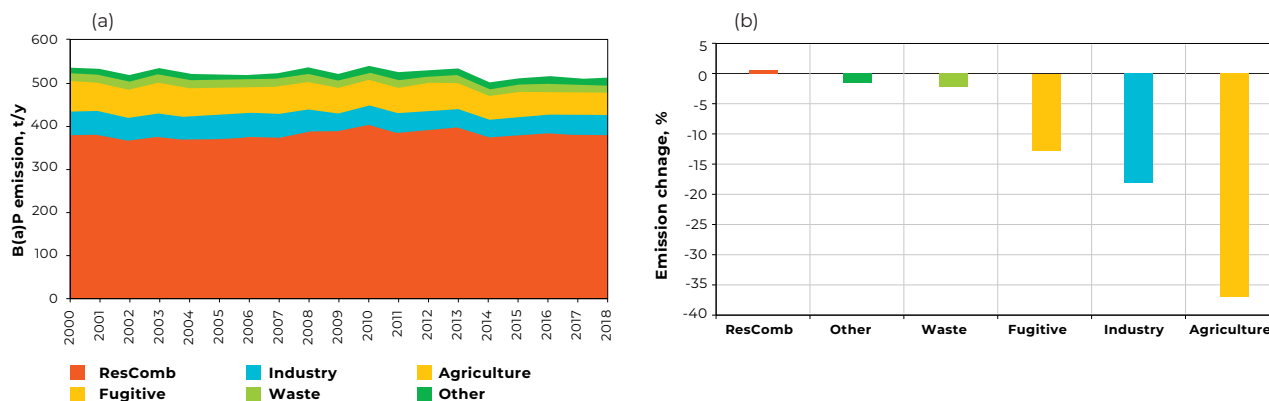 (a)
B(a)P emission, t/y
600
500
400
300
200
100
0
2000 2001 2002 2003 2004 2005 2006 2007 2008 2009 2010 2011 2012 2013 2014 2015 2016 2017 2018
ResComb Industry Agriculture
Fugitive Waste Other
(b)
Emission chnage, %
5
0
-5
-10
-15
-20
-25
-30
-35
-40
ResComb Other Waste Fugitive Industry Agriculture